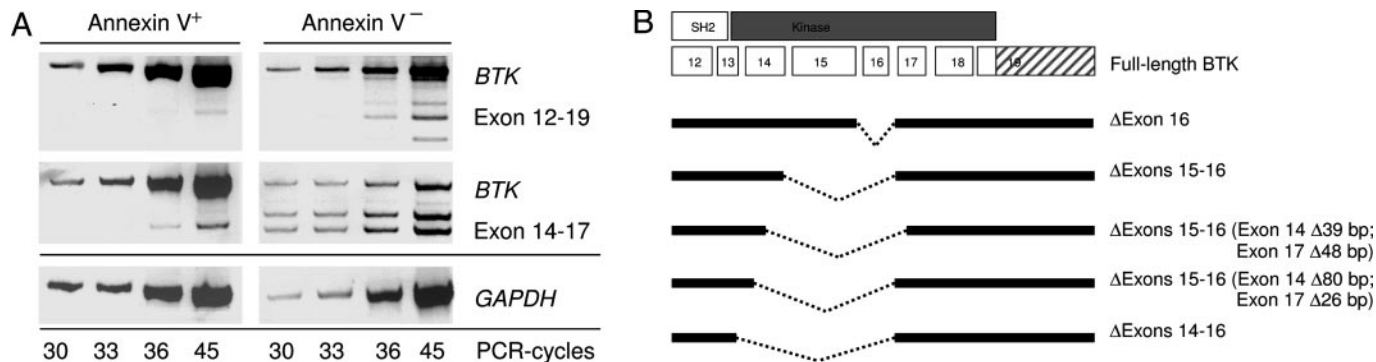 A
Annexin V+
Annexin V−
BTK
Exon 12-19
BTK
Exon 14-17
GAPDH
30 33 36 45 30 33 36 45 PCR-cycles
B
SH2 Kinase
12 13 14 15 16 17 18 19 Full-length BTK
ΔExon 16
ΔExons 15-16
ΔExons 15-16 (Exon 14 Δ39 bp;
Exon 17 Δ48 bp)
ΔExons 15-16 (Exon 14 Δ80 bp;
Exon 17 Δ26 bp)
ΔExons 14-16